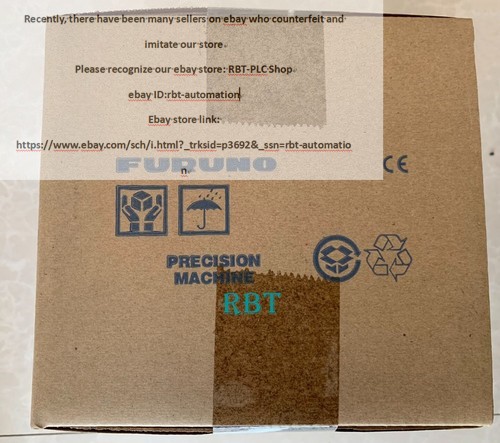 Recently, there have been many sellers on ebay who counterfeit and
imitate our store
Please recognize our ebay store: RBT-PLC Shop
ebay ID:rbt-automation
Ebay store link:
https://www.ebay.com/sch/i.html?_trksid=p3692&_ssn=rbt-automatio
n
FURUNO
CE
PRECISION
MACHINE
RBT